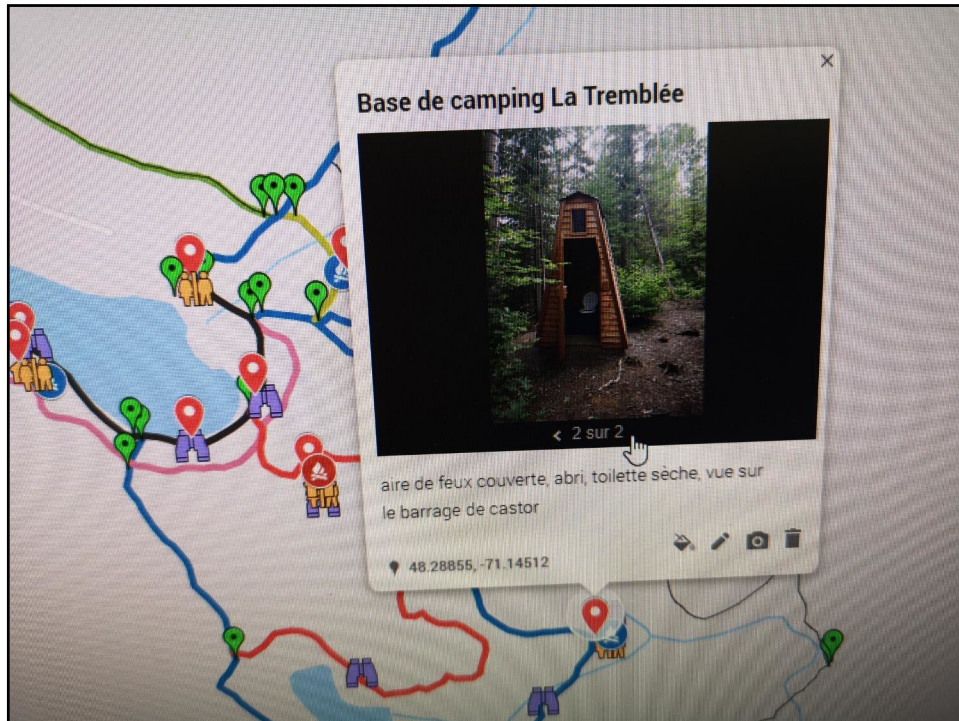 Base de camping La Tremblée
2 sur 2
aire de feux couverte, abri, toilette sèche, vue sur
le barrage de castor
48.28855, -71.14512